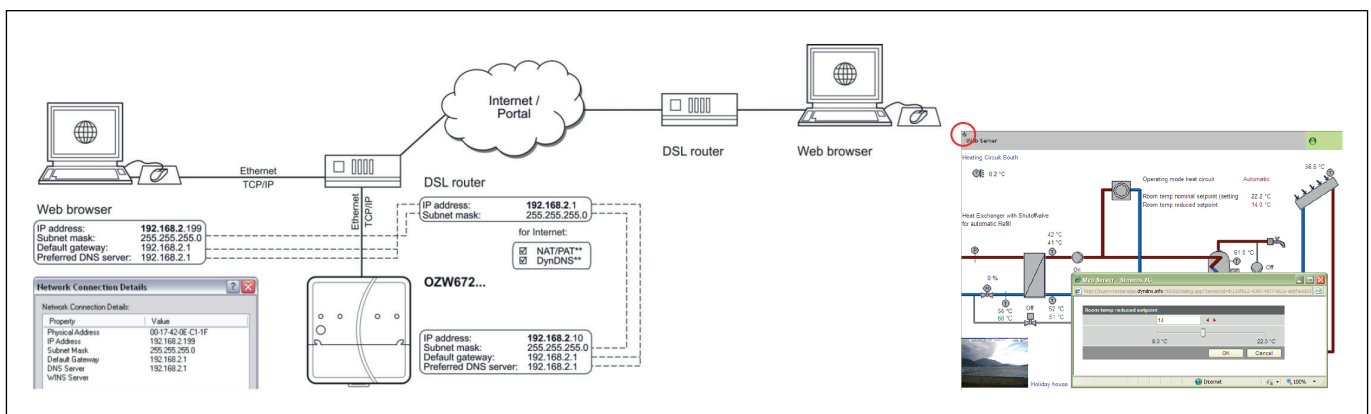 Internet /
Portal
DSL router
Web browser
Ethernet
TCP/IP
DSL router
IP address: 192.168.2.1
Subnet mask: 255.255.255.0
for Internet:
NAT/PAT**
DynDNS**
Ethernet
TCP/IP
Web browser
IP address: 192.168.2.199
Subnet mask: 255.255.255.0
Default gateway: 192.168.2.1
Preferred DNS server: 192.168.2.1
OZW672...
IP address: 192.168.2.10
Subnet mask: 255.255.255.0
Default gateway: 192.168.2.1
Preferred DNS server: 192.168.2.1
Network Connection Details
Network Connection Details:
Property Value
Physical Address 00-17-42-0E-C1-1F
IP Address 192.168.2.199
Subnet Mask 255.255.255.0
Default Gateway 192.168.2.1
DNS Server 192.168.2.1
WINS Server
Web Server
Heating Circuit South
0.2 °C
56.5 °C
Operating mode heat circuit Automatic
Room temp nominal setpoint (setting 22.2 °C
Room temp reduced setpoint 14.0 °C
Heat Exchanger with Shutoffvalve
for automatic Refill
42 °C
41 °C
On
61.0 °C
Off
0 %
56 °C
60 °C
Off
52 °C
51 °C
Web Server - Siemens AG
Room temp reduced setpoint
14
8.0 °C 22.0 °C
OK Cancel
Internet 100%
Holiday house